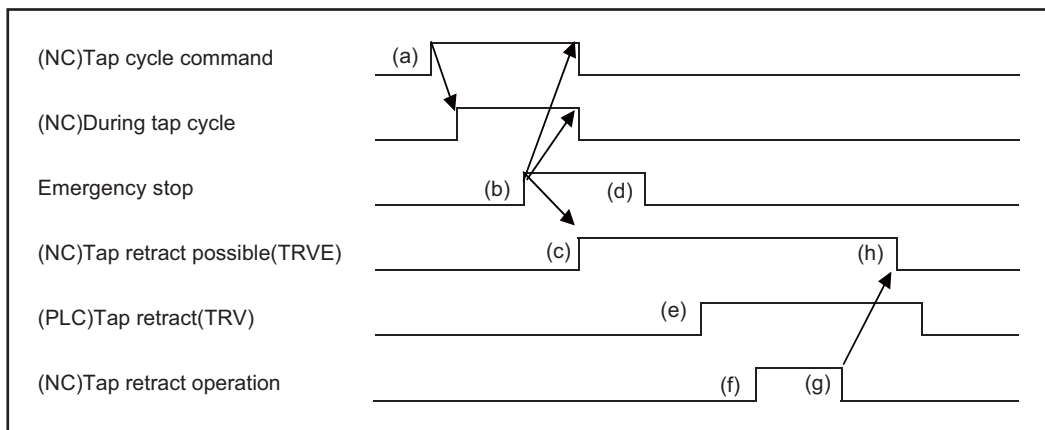 (NC)Tap cycle command (a)
(NC)During tap cycle
Emergency stop (b) (d)
(NC)Tap retract possible(TRVE) (c) (h)
(PLC)Tap retract(TRV) (e)
(NC)Tap retract operation (f) (g)